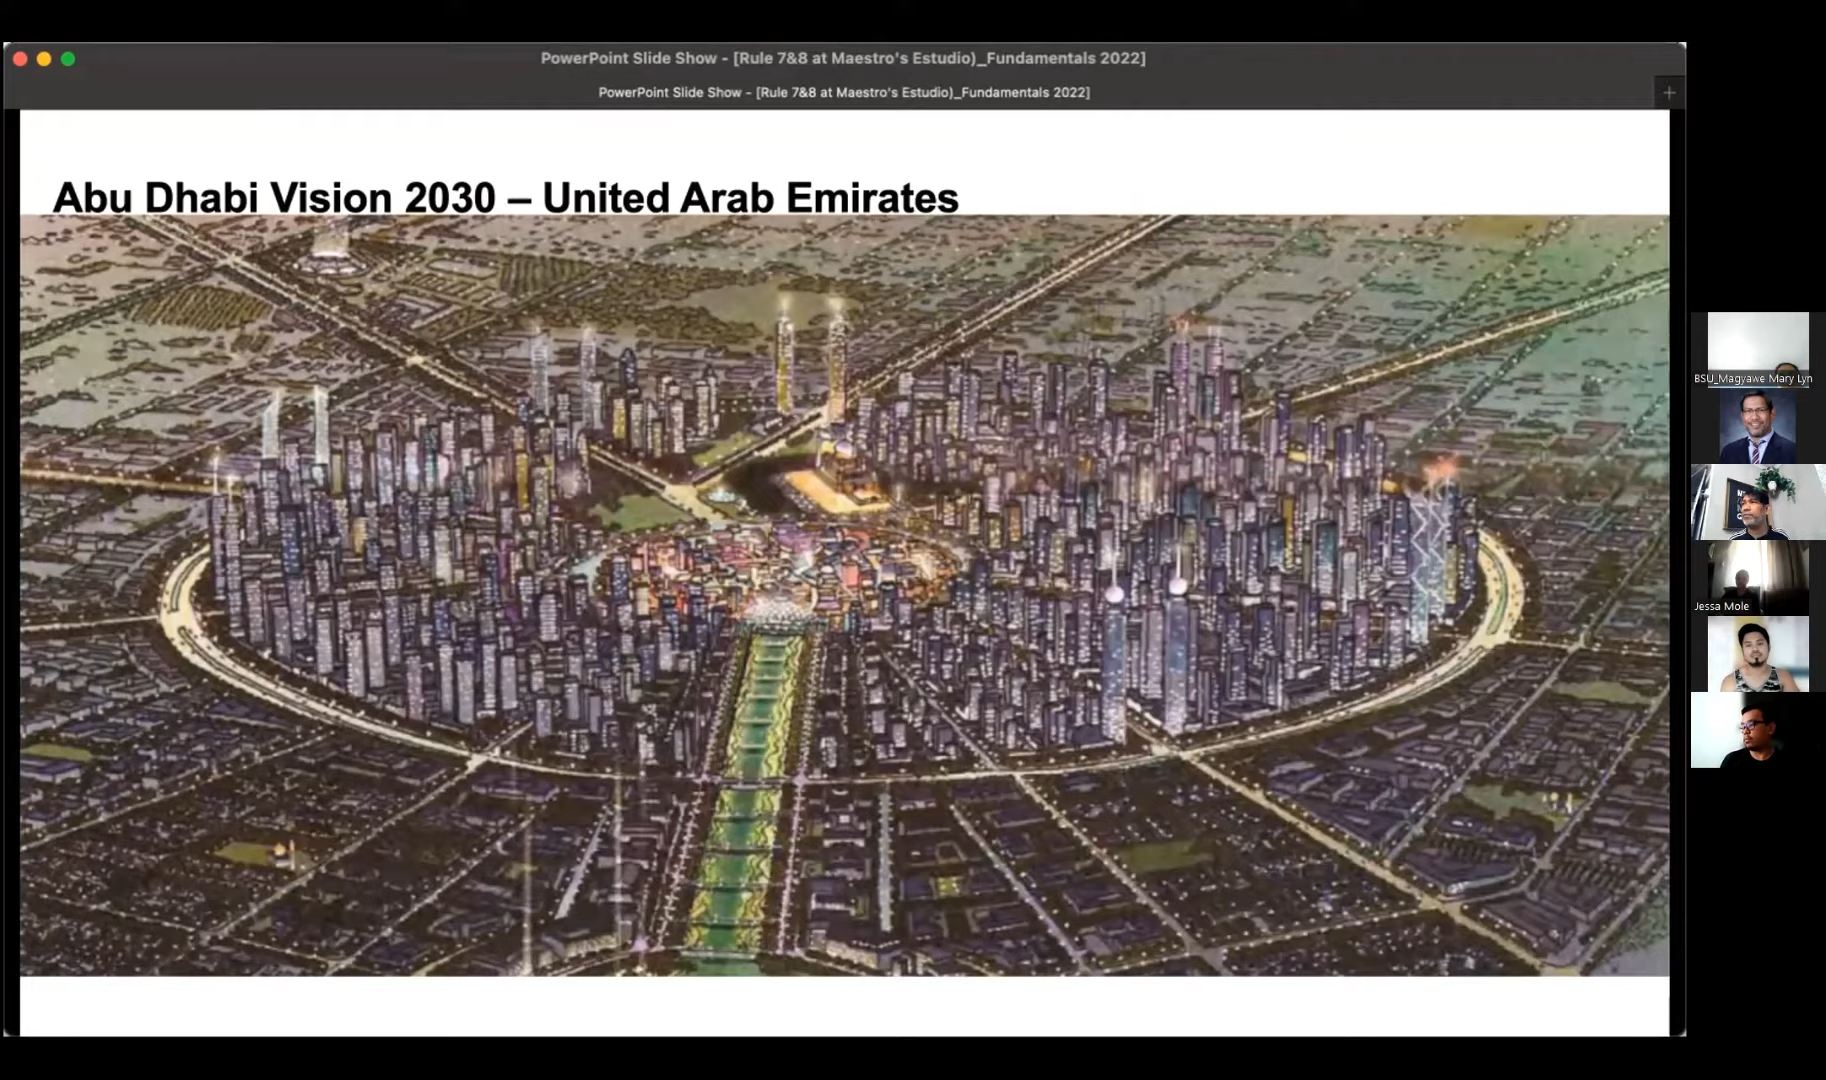 PowerPoint Slide Show - [Rule 7&8 at Maestro's Estudio)_Fundamentals 2022]
PowerPoint Slide Show - [Rule 7&8 at Maestro's Estudio)_Fundamentals 2022]
Abu Dhabi Vision 2030 – United Arab Emirates
BSU_Magyawe Mary Lyn
Jessa Mole